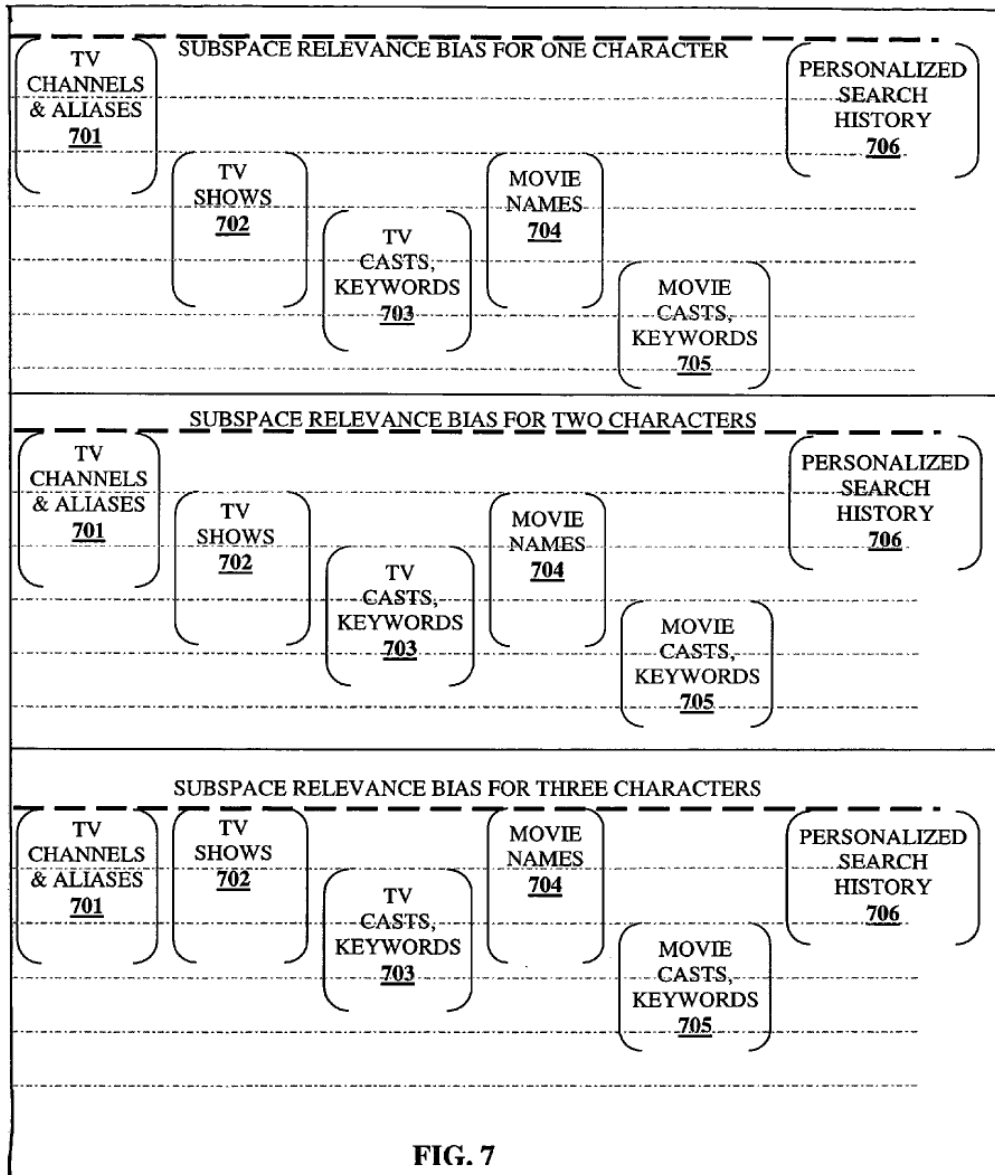 SUBSPACE RELEVANCE BIAS FOR ONE CHARACTER
TV
CHANNELS
& ALIASES
701
TV
SHOWS
702
TV
CASTS,
KEYWORDS
703
MOVIE
NAMES
704
MOVIE
CASTS,
KEYWORDS
705
PERSONALIZED
SEARCH
HISTORY
706
SUBSPACE RELEVANCE BIAS FOR TWO CHARACTERS
TV
CHANNELS
& ALIASES
701
TV
SHOWS
702
TV
CASTS,
KEYWORDS
703
MOVIE
NAMES
704
MOVIE
CASTS,
KEYWORDS
705
PERSONALIZED
SEARCH
HISTORY
706
SUBSPACE RELEVANCE BIAS FOR THREE CHARACTERS
TV
CHANNELS
& ALIASES
701
TV
SHOWS
702
TV
CASTS,
KEYWORDS
703
MOVIE
NAMES
704
MOVIE
CASTS,
KEYWORDS
705
PERSONALIZED
SEARCH
HISTORY
706
FIG. 7